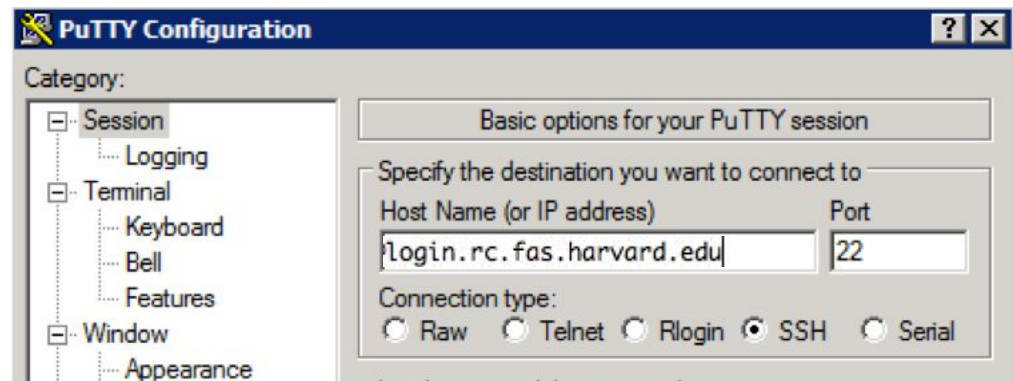 PuTTY Configuration
Category:
Session
Logging
Terminal
Keyboard
Bell
Features
Window
Appearance
Basic options for your PuTTY session
Specify the destination you want to connect to
Host Name (or IP address) Port
login.rc.fas.harvard.edu 22
Connection type:
Raw Telnet Rlogin SSH Serial